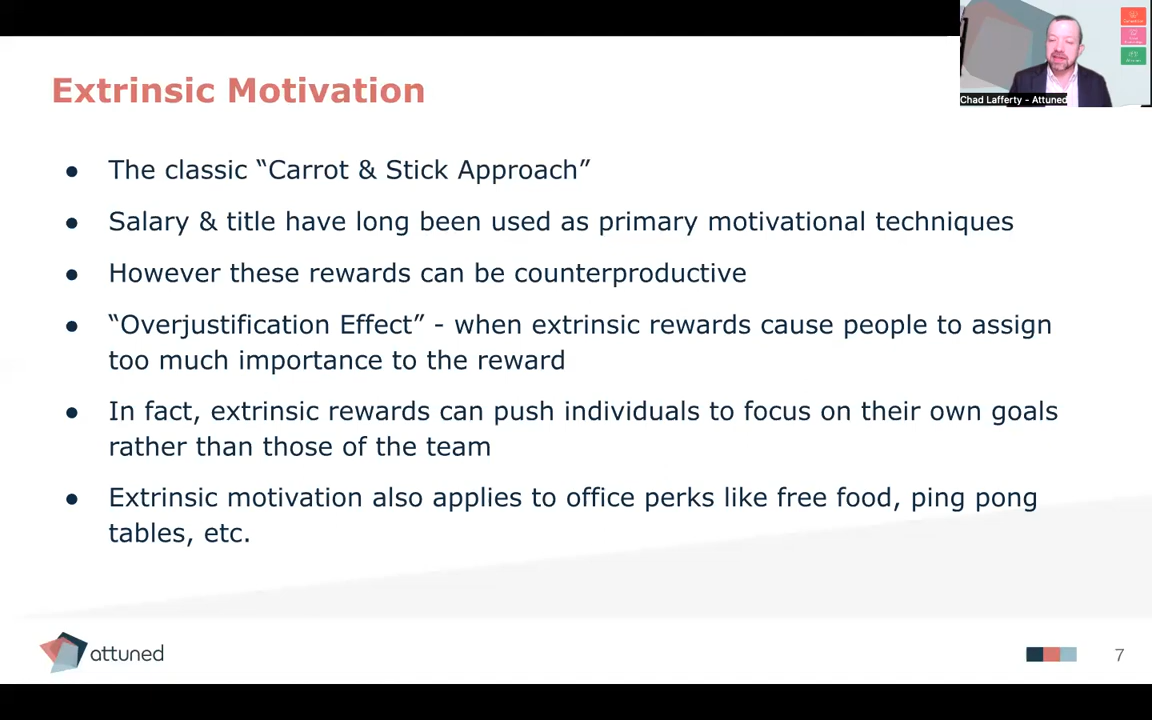 Extrinsic Motivation
Chad Lafferty - Attuned
● The classic “Carrot & Stick Approach”
● Salary & title have long been used as primary motivational techniques
● However these rewards can be counterproductive
● “Overjustification Effect” - when extrinsic rewards cause people to assign
too much importance to the reward
● In fact, extrinsic rewards can push individuals to focus on their own goals
rather than those of the team
● Extrinsic motivation also applies to office perks like free food, ping pong
tables, etc.
attuned
7